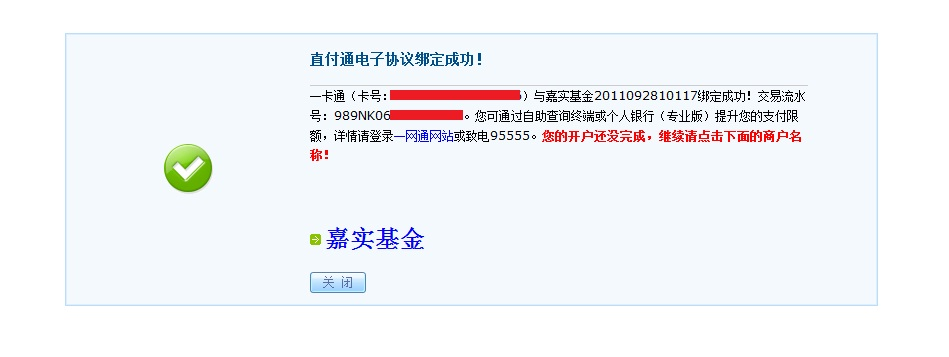 直付通电子协议绑定成功！
一卡通（卡号：）与嘉实基金2011092810117绑定成功！交易流水
号：989NK06。您可通过自助查询终端或个人银行（专业版）提升您的支付限
额，详情请登录一网通网站或致电95555。您的开户还没完成，继续请点击下面的商户名
称！
嘉实基金
关 闭